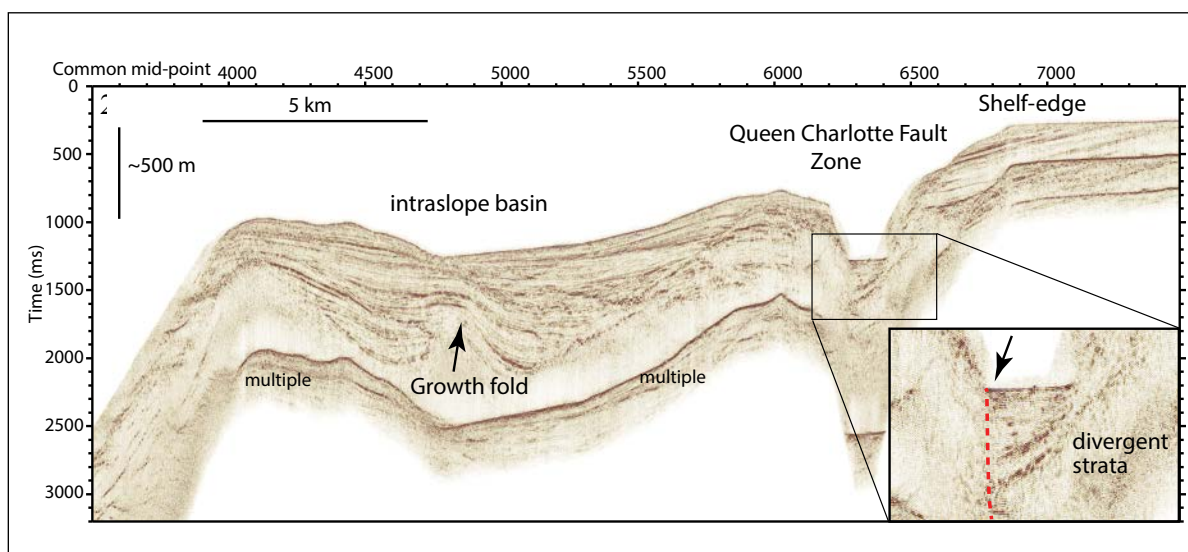 Common mid-point 4000 4500 5000 5500 6000 6500 7000
0
5 km
Shelf-edge
Queen Charlotte Fault
Zone
500
~500 m
intraslope basin
1000
Time (ms)
1500
2000
multiple
Growth fold
multiple
2500
divergent
strata
3000